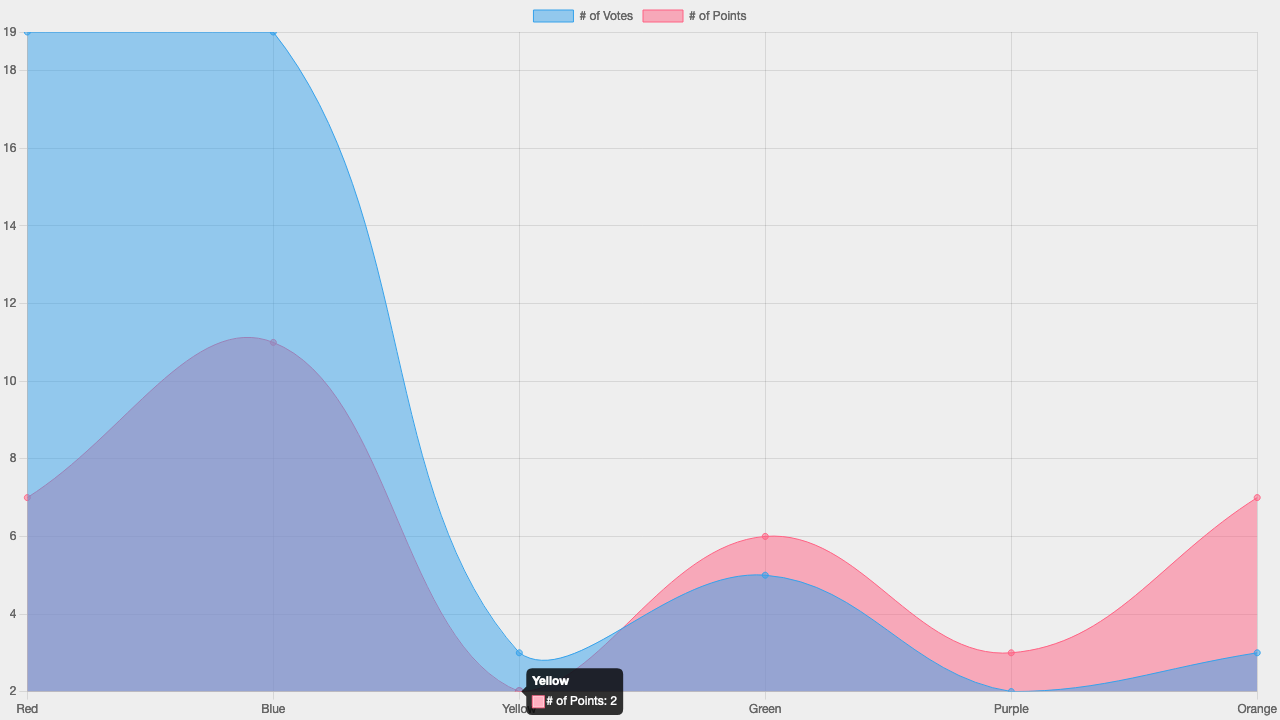 # of Votes # of Points
19
18
16
14
12
10
8
6
4
2
Yellow
# of Points: 2
Red Blue Yellow Green Purple Orange